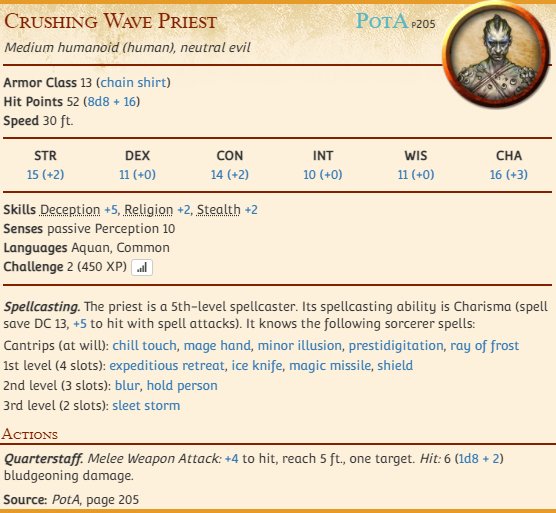 Crushing Wave Priest PotA P205
Medium humanoid (human), neutral evil
Armor Class 13 (chain shirt)
Hit Points 52 (8d8 + 16)
Speed 30 ft.
STR DEX CON INT WIS CHA
15 (+2) 11 (+0) 14 (+2) 10 (+0) 11 (+0) 16 (+3)
Skills Deception +5, Religion +2, Stealth +2
Senses passive Perception 10
Languages Aquan, Common
Challenge 2 (450 XP)
Spellcasting. The priest is a 5th-level spellcaster. Its spellcasting ability is Charisma (spell
save DC 13, +5 to hit with spell attacks). It knows the following sorcerer spells:
Cantrips (at will): chill touch, mage hand, minor illusion, prestidigitation, ray of frost
1st level (4 slots): expeditious retreat, ice knife, magic missile, shield
2nd level (3 slots): blur, hold person
3rd level (2 slots): sleet storm
Actions
Quarterstaff. Melee Weapon Attack: +4 to hit, reach 5 ft., one target. Hit: 6 (1d8 + 2)
bludgeoning damage.
Source: PotA, page 205